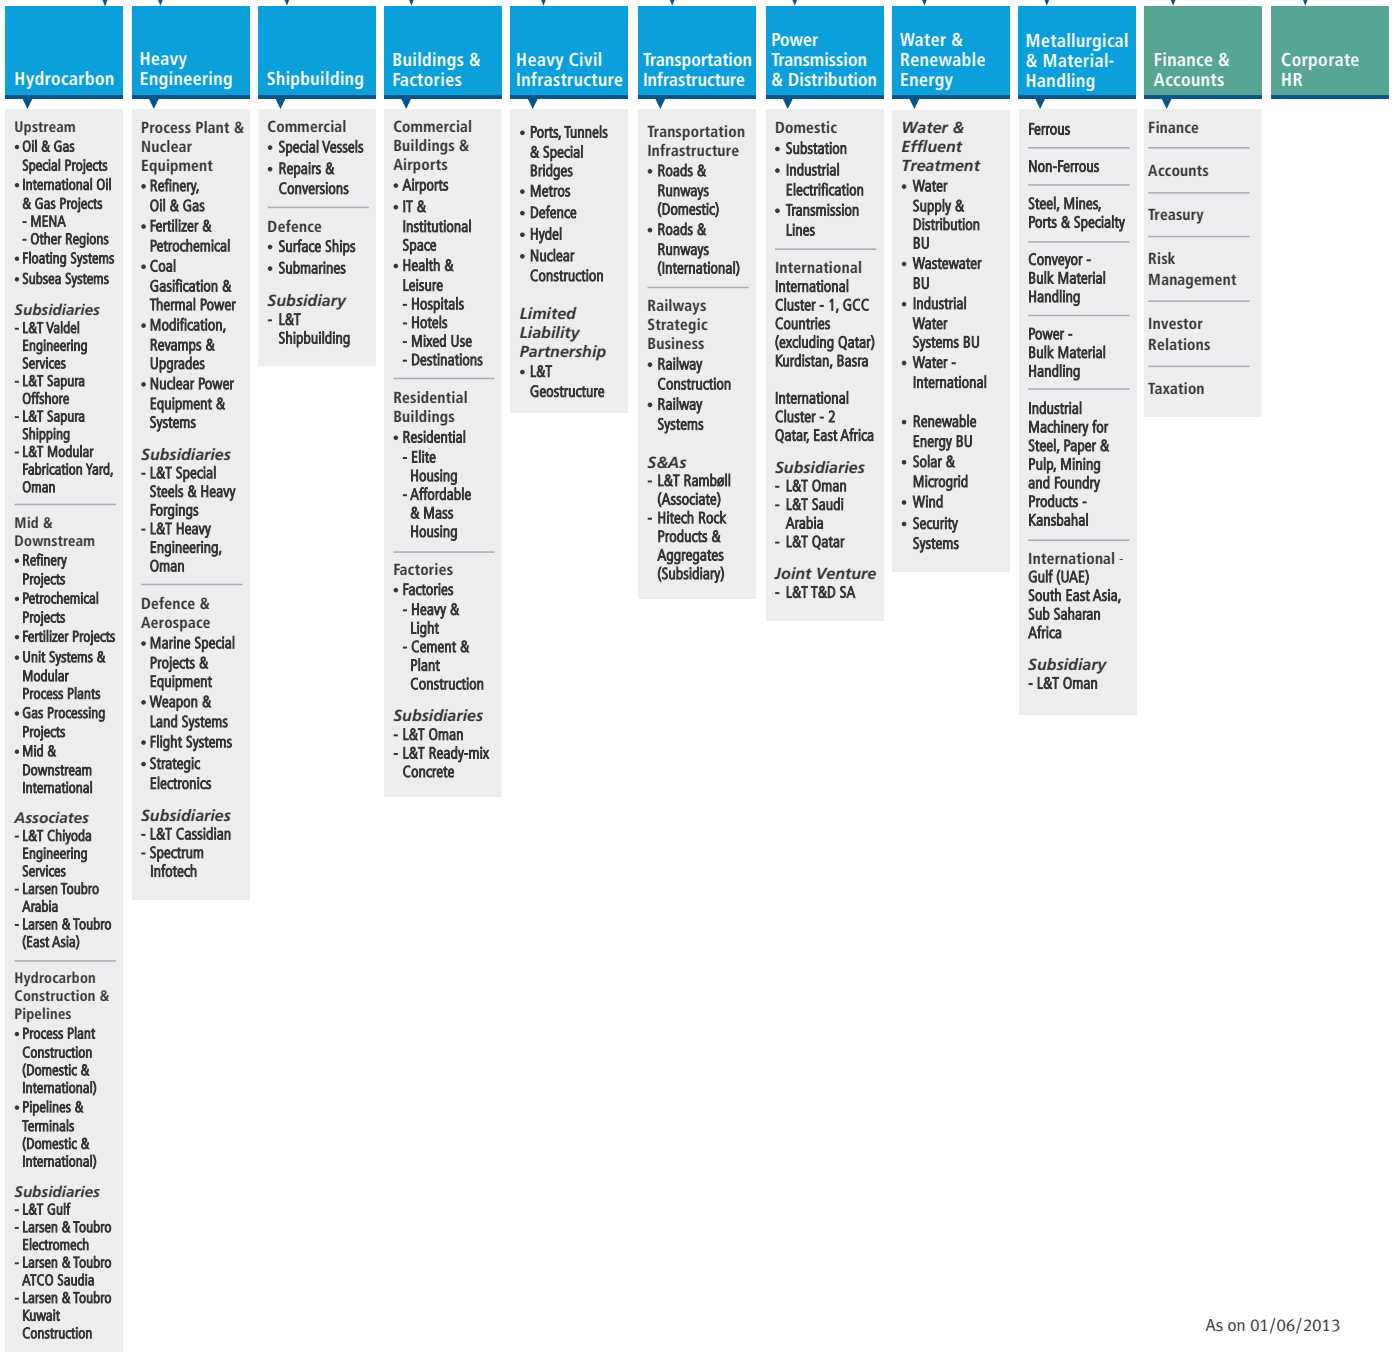 Hydrocarbon
Upstream
• Oil & Gas
Special Projects
• International Oil
& Gas Projects
- MENA
- Other Regions
• Floating Systems
• Subsea Systems
Subsidiaries
- L&T Valdel
Engineering
Services
- L&T Sapura
Offshore
- L&T Sapura
Shipping
- L&T Modular
Fabrication Yard,
Oman
Mid &
Downstream
• Refinery
Projects
• Petrochemical
Projects
• Fertilizer Projects
• Unit Systems &
Modular
Process Plants
• Gas Processing
Projects
• Mid &
Downstream
International
Associates
- L&T Chiyoda
Engineering
Services
- Larsen Toubro
Arabia
- Larsen & Toubro
(East Asia)
Hydrocarbon
Construction &
Pipelines
• Process Plant
Construction
(Domestic &
International)
• Pipelines &
Terminals
(Domestic &
International)
Subsidiaries
- L&T Gulf
- Larsen & Toubro
Electromech
- Larsen & Toubro
ATCO Saudia
- Larsen & Toubro
Kuwait
Construction
Heavy
Engineering
Process Plant &
Nuclear
Equipment
• Refinery,
Oil & Gas
• Fertilizer &
Petrochemical
• Coal
Gasification &
Thermal Power
• Modification,
Revamps &
Upgrades
• Nuclear Power
Equipment &
Systems
Subsidiaries
- L&T Special
Steels & Heavy
Forgings
- L&T Heavy
Engineering,
Oman
Defence &
Aerospace
• Marine Special
Projects &
Equipment
• Weapon &
Land Systems
• Flight Systems
• Strategic
Electronics
Subsidiaries
- L&T Cassidian
- Spectrum
Infotech
Shipbuilding
Commercial
• Special Vessels
• Repairs &
Conversions
Defence
• Surface Ships
• Submarines
Subsidiary
- L&T
Shipbuilding
Buildings &
Factories
Commercial
Buildings &
Airports
• Airports
• IT &
Institutional
Space
• Health &
Leisure
- Hospitals
- Hotels
- Mixed Use
- Destinations
Residential
Buildings
• Residential
- Elite
Housing
- Affordable
& Mass
Housing
Factories
• Factories
- Heavy &
Light
- Cement &
Plant
Construction
Subsidiaries
- L&T Oman
- L&T Ready-mix
Concrete
Heavy Civil
Infrastructure
• Ports, Tunnels
& Special
Bridges
• Metros
• Defence
• Hydel
• Nuclear
Construction
Limited
Liability
Partnership
• L&T
Geostructure
Transportation
Infrastructure
Transportation
Infrastructure
• Roads &
Runways
(Domestic)
• Roads &
Runways
(International)
Railways
Strategic
Business
• Railway
Construction
• Railway
Systems
S&As
- L&T Rambøll
(Associate)
- Hitech Rock
Products &
Aggregates
(Subsidiary)
Power
Transmission
& Distribution
Domestic
• Substation
• Industrial
Electrification
• Transmission
Lines
International
International
Cluster - 1, GCC
Countries
(excluding Qatar)
Kurdistan, Basra
International
Cluster - 2
Qatar, East Africa
Subsidiaries
- L&T Oman
- L&T Saudi
Arabia
- L&T Qatar
Joint Venture
- L&T T&D SA
Water &
Renewable
Energy
Water &
Effluent
Treatment
• Water
Supply &
Distribution
BU
• Wastewater
BU
• Industrial
Water
Systems BU
• Water -
International
• Renewable
Energy BU
• Solar &
Microgrid
• Wind
• Security
Systems
Metallurgical
& Material-
Handling
Ferrous
Non-Ferrous
Steel, Mines,
Ports & Specialty
Conveyor -
Bulk Material
Handling
Power -
Bulk Material
Handling
Industrial
Machinery for
Steel, Paper &
Pulp, Mining
and Foundry
Products -
Kansbahal
International -
Gulf (UAE)
South East Asia,
Sub Saharan
Africa
Subsidiary
- L&T Oman
Finance &
Accounts
Finance
Accounts
Treasury
Risk
Management
Investor
Relations
Taxation
Corporate
HR
As on 01/06/2013